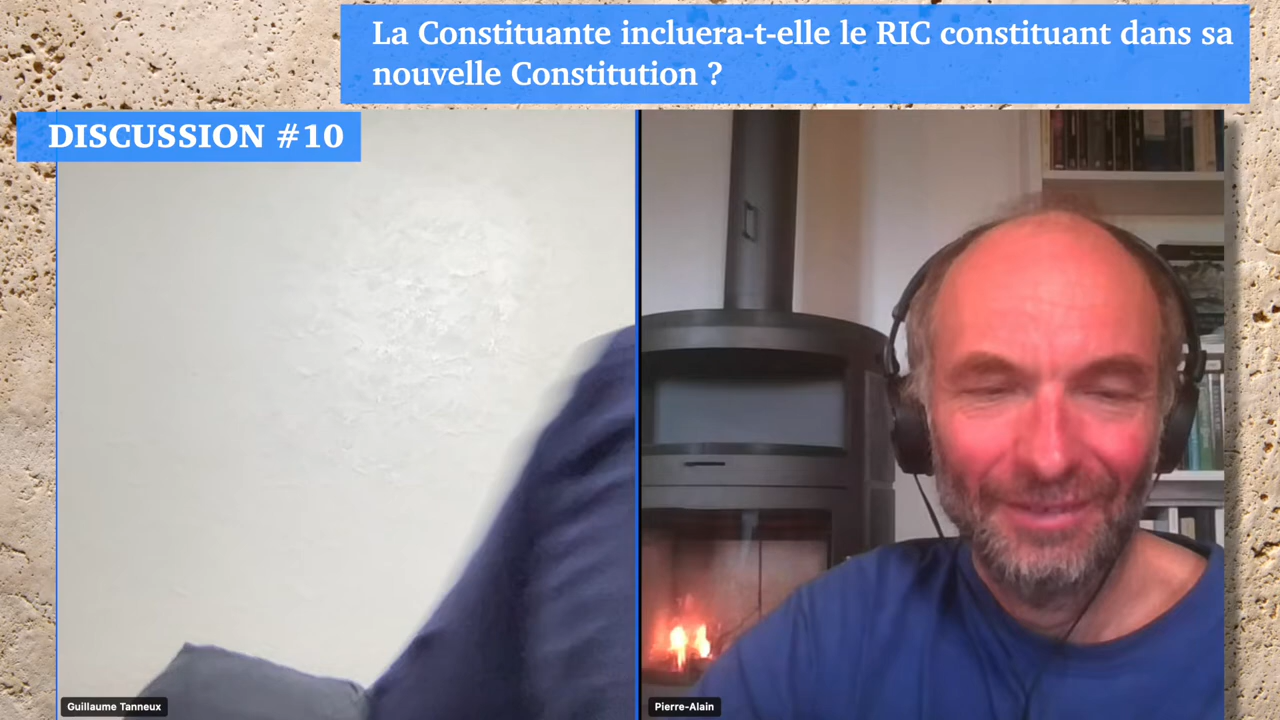 La Constituante incluera-t-elle le RIC constituant dans sa
nouvelle Constitution ?
DISCUSSION #10
Guillaume Tanneux
Pierre-Alain